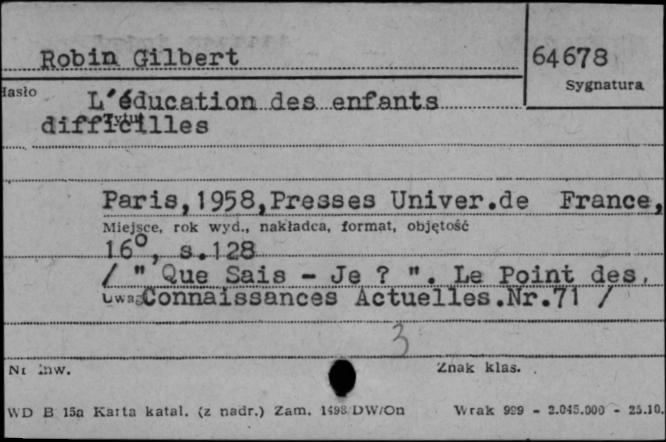 Robin Gilbert
64678
Sygnatura
Hasło
L'éducation des enfants
Tytuł
difficilles
Paris,1958,Presses Univer.de France,
Miejsce, rok wyd., nakładca, format, objętość
16°, s.128
/ " Que Sais - Je ? ". Le Point des
Uwagi Connaissances Actuelles.Nr.71 /
3
Nr inw.
Znak klas.
WD B 15a Karta katal. (z nadr.) Zam. 1498/DW/On
Wrak 999 - 2.045.000 - 25.10.